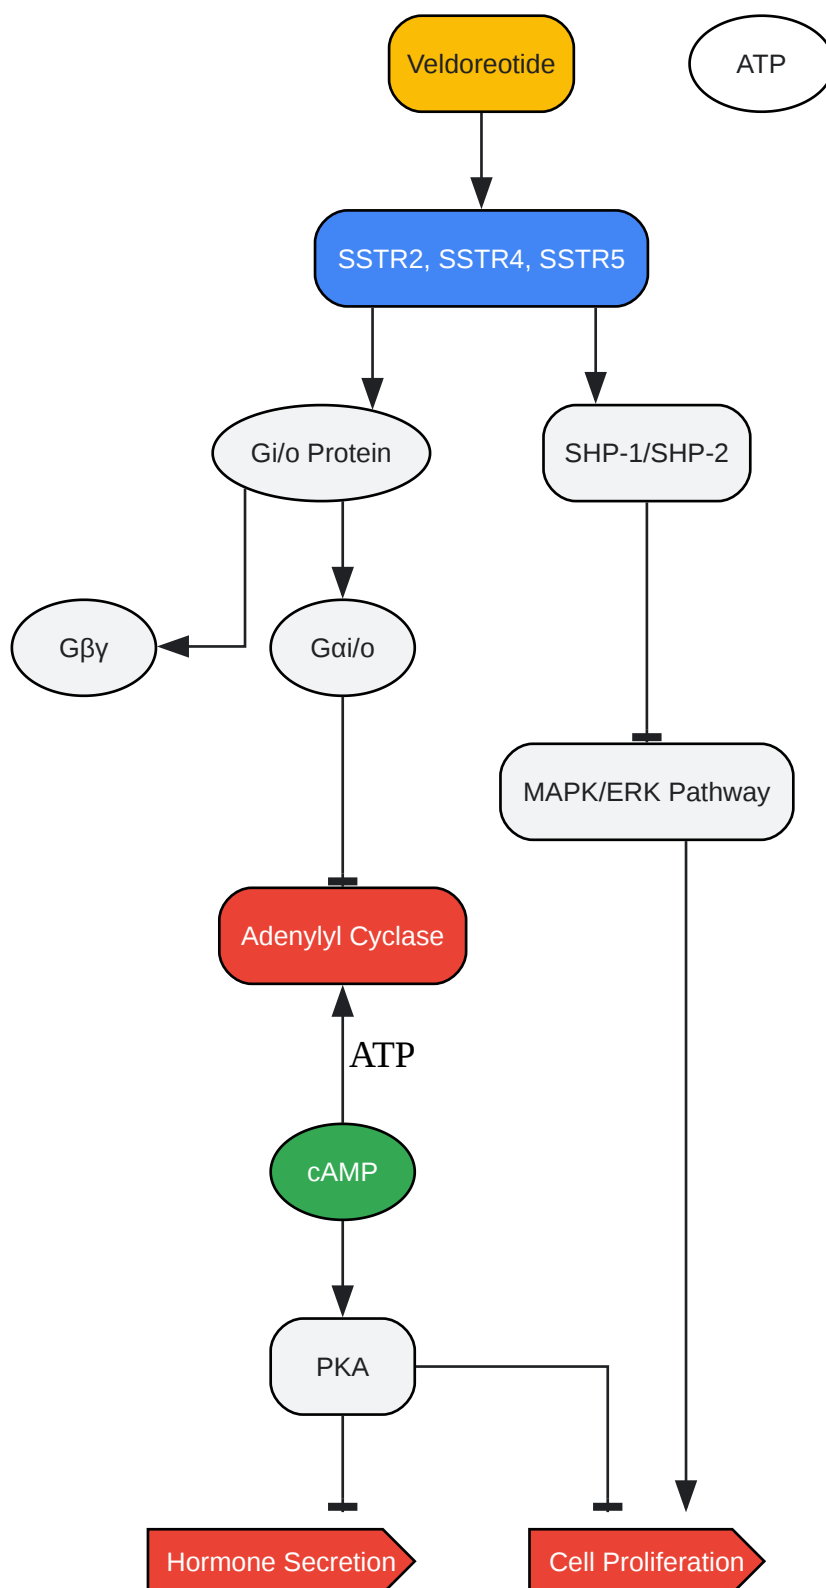 Veldoreotide
ATP
SSTR2, SSTR4, SSTR5
Gi/o Protein
SHP-1/SHP-2
Gβγ
Gαi/o
MAPK/ERK Pathway
Adenylyl Cyclase
ATP
cAMP
PKA
Hormone Secretion
Cell Proliferation